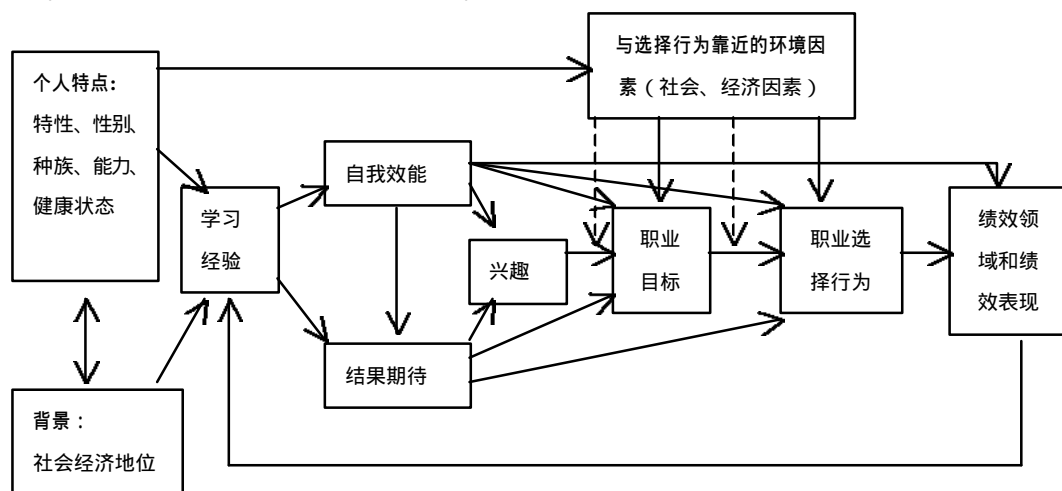 与选择行为靠近的环境因
素（社会、经济因素）
个人特点:
特性、性别、
种族、能力、
健康状态
自我效能
学习
经验
兴趣
职业
目标
职业选
择行为
绩效领
域和绩
效表现
结果期待
背景：
社会经济地位